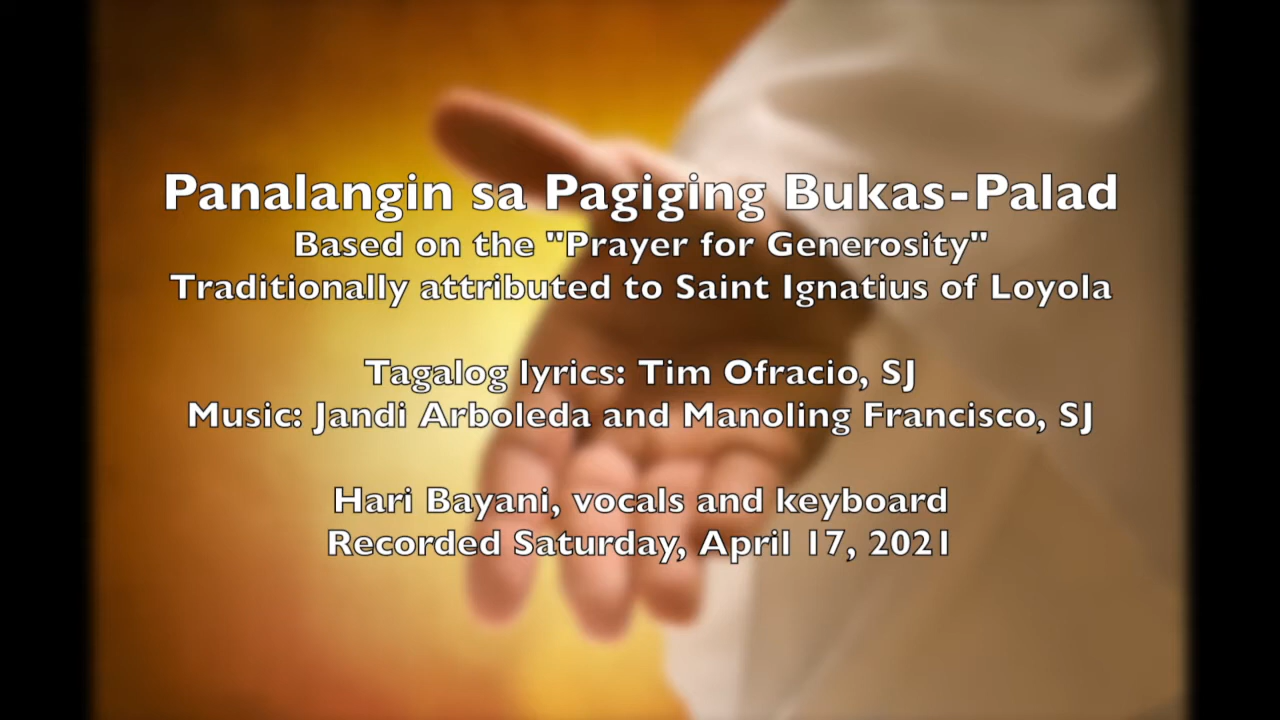 Panalangin sa Pagiging Bukas-Palad
Based on the "Prayer for Generosity"
Traditionally attributed to Saint Ignatius of Loyola
Tagalog lyrics: Tim Ofracio, SJ
Music: Jandi Arboleda and Manoling Francisco, SJ
Hari Bayani, vocals and keyboard
Recorded Saturday, April 17, 2021